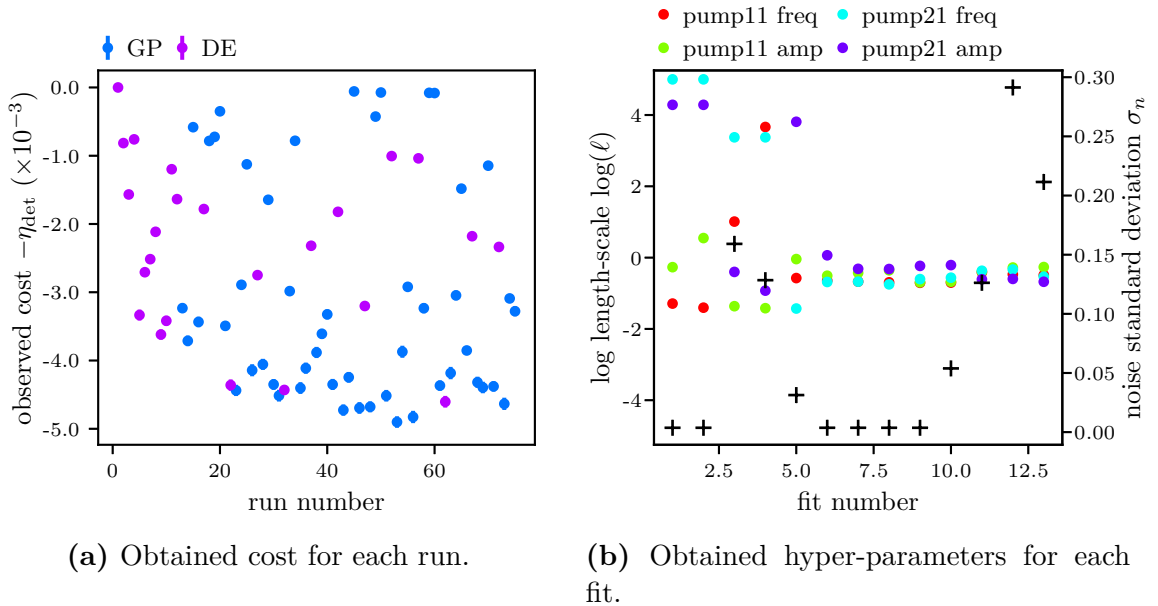 GP DE
observed cost −η_det (×10⁻³)
0.0
-1.0
-2.0
-3.0
-4.0
-5.0
0 20 40 60
run number
(a) Obtained cost for each run.
pump11 freq pump21 freq
pump11 amp pump21 amp
log length-scale log(ℓ)
4
2
0
-2
-4
0.30
0.25
0.20
0.15
0.10
0.05
0.00
noise standard deviation σₙ
2.5 5.0 7.5 10.0 12.5
fit number
(b) Obtained hyper-parameters for each
fit.